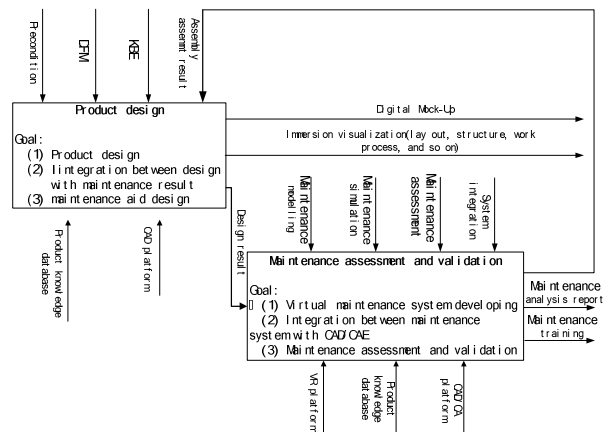 Precondition
DFM
KBE
Assembly
assemnt result
Product design
Goal:
(1) Product design
(2) Iintegration between design
with maintenance result
(3) maintenance aid design
Digital Mock-Up
Immersion visualization(lay out, structure, work
process, and so on)
Product knowledge
database
CAD platform
Design result
Maintenance
modelling
Maintenance
simulation
Maintenance
assessment
System
integration
Maintenance assessment and validation
Goal:
(1) Virtual maintenance system developing
(2) Integration between maintenance
system with CAD/CAE
(3) Maintenance assessment and validation
Maintenance
analysis report
Maintenance
training
VR platform
Product
knowledge
database
CAD/CA
platform